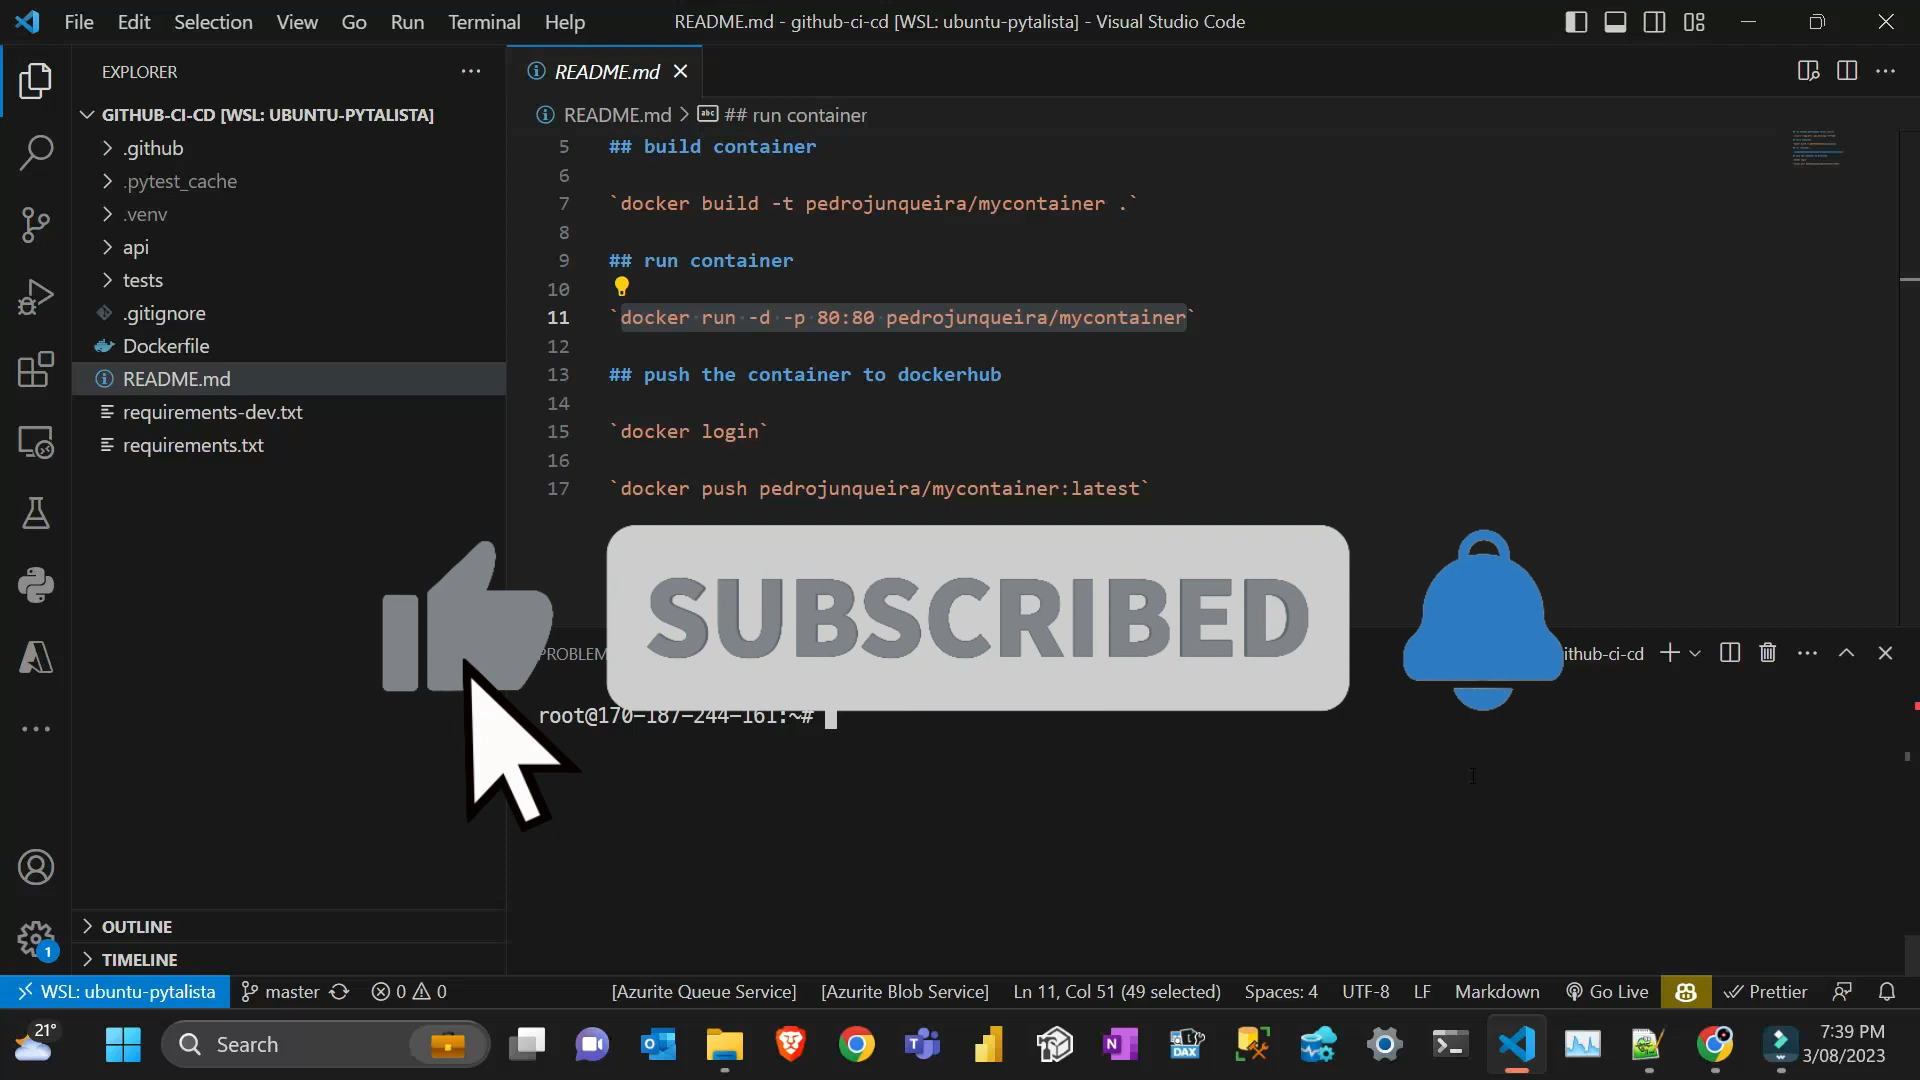 File Edit Selection View Go Run Terminal Help README.md - github-ci-cd [WSL: ubuntu-pytalista] - Visual Studio Code
EXPLORER
README.md
GITHUB-CI-CD [WSL: UBUNTU-PYTALISTA]
README.md > ## run container
.github
.pytest_cache
.venv
api
tests
.gitignore
Dockerfile
README.md
requirements-dev.txt
requirements.txt
5 ## build container
6
7 `docker build -t pedrojunqueira/mycontainer .`
8
9 ## run container
10
11 `docker run -d -p 80:80 pedrojunqueira/mycontainer`
12
13 ## push the container to dockerhub
14
15 `docker login`
16
17 `docker push pedrojunqueira/mycontainer:latest`
SUBSCRIBED
PROBLEM
ithub-ci-cd
root@170-187-244-161:~#
OUTLINE
TIMELINE
1
WSL: ubuntu-pytalista master 0 0 [Azurite Queue Service] [Azurite Blob Service] Ln 11, Col 51 (49 selected) Spaces: 4 UTF-8 LF Markdown Go Live Prettier
21°
Search
DAX
7:39 PM
3/08/2023